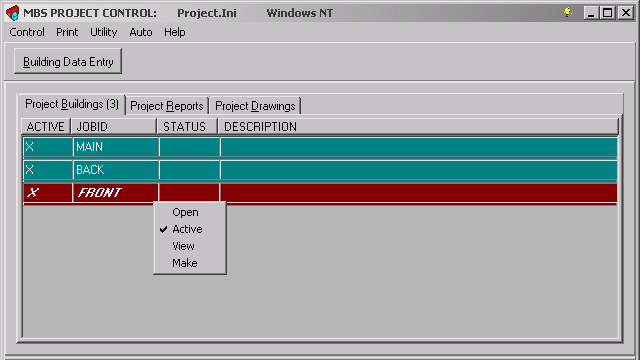 MBS PROJECT CONTROL: Project.Ini Windows NT
Control Print Utility Auto Help
Building Data Entry
Project Buildings (3) Project Reports Project Drawings
ACTIVE JOBID STATUS DESCRIPTION
X MAIN
X BACK
X FRONT
Open
Active
View
Make